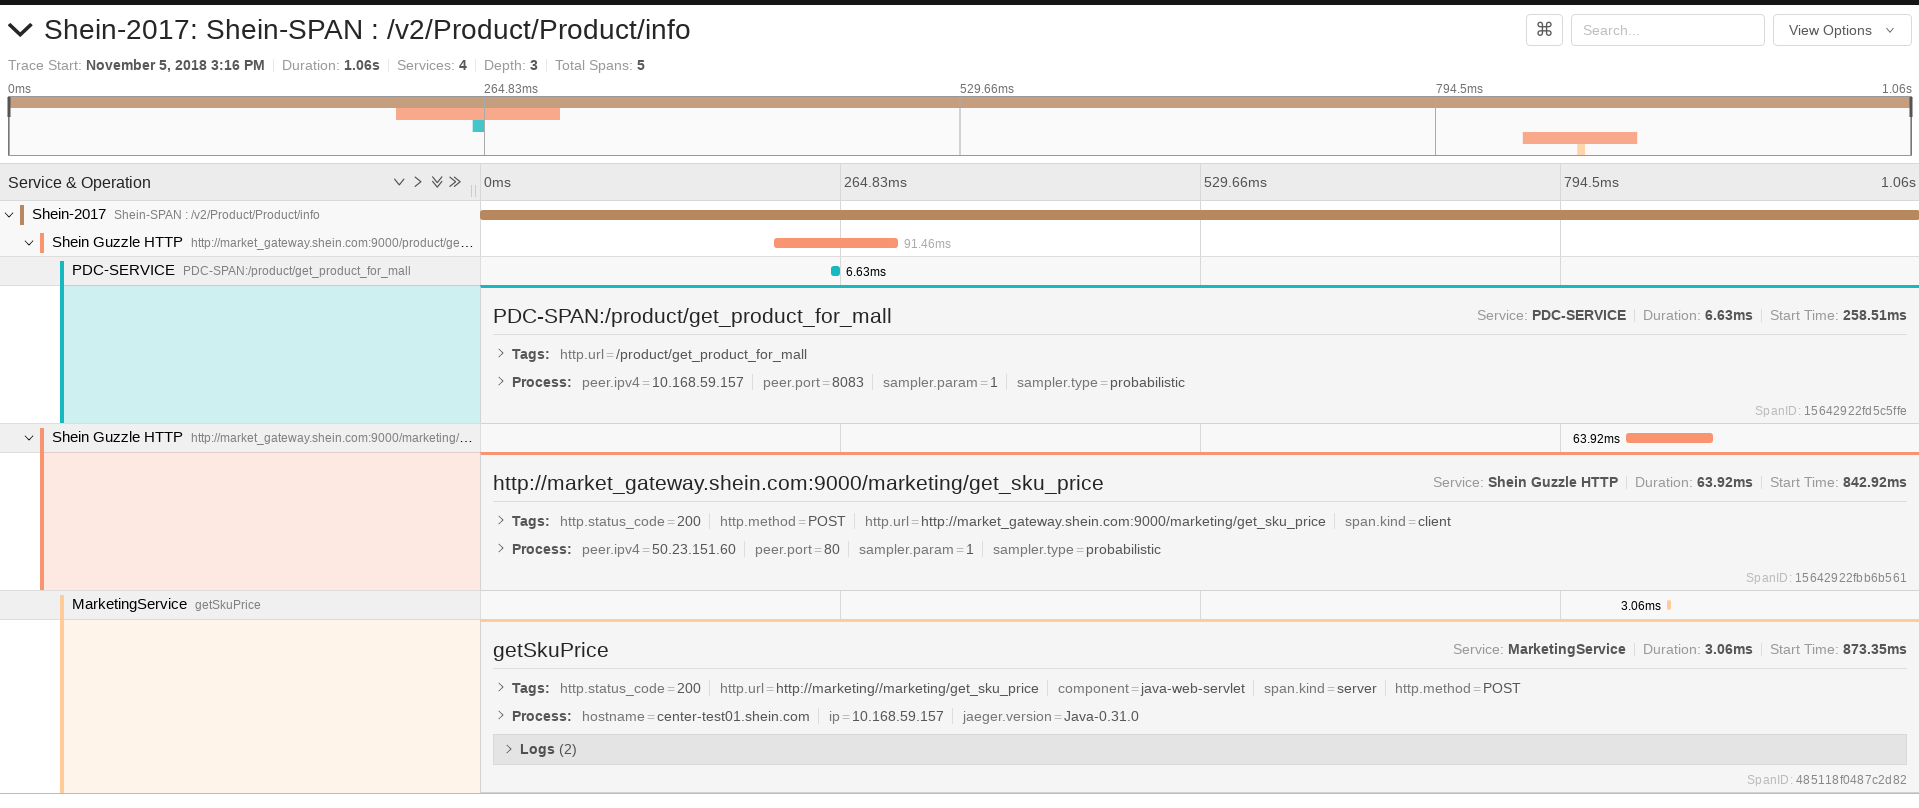 Shein-2017: Shein-SPAN : /v2/Product/Product/info
⌘ Search... View Options
Trace Start: November 5, 2018 3:16 PM Duration: 1.06s Services: 4 Depth: 3 Total Spans: 5
0ms 264.83ms 529.66ms 794.5ms 1.06s
Service & Operation 0ms 264.83ms 529.66ms 794.5ms 1.06s
Shein-2017 Shein-SPAN : /v2/Product/Product/info
Shein Guzzle HTTP http://market_gateway.shein.com:9000/product/ge... 91.46ms
PDC-SERVICE PDC-SPAN:/product/get_product_for_mall 6.63ms
PDC-SPAN:/product/get_product_for_mall Service: PDC-SERVICE Duration: 6.63ms Start Time: 258.51ms
Tags: http.url=/product/get_product_for_mall
Process: peer.ipv4=10.168.59.157 peer.port=8083 sampler.param=1 sampler.type=probabilistic
SpanID: 15642922fd5c5ffe
Shein Guzzle HTTP http://market_gateway.shein.com:9000/marketing/... 63.92ms
http://market_gateway.shein.com:9000/marketing/get_sku_price Service: Shein Guzzle HTTP Duration: 63.92ms Start Time: 842.92ms
Tags: http.status_code=200 http.method=POST http.url=http://market_gateway.shein.com:9000/marketing/get_sku_price span.kind=client
Process: peer.ipv4=50.23.151.60 peer.port=80 sampler.param=1 sampler.type=probabilistic
SpanID: 15642922fbb6b561
MarketingService getSkuPrice 3.06ms
getSkuPrice Service: MarketingService Duration: 3.06ms Start Time: 873.35ms
Tags: http.status_code=200 http.url=http://marketing//marketing/get_sku_price component=java-web-servlet span.kind=server http.method=POST
Process: hostname=center-test01.shein.com ip=10.168.59.157 jaeger.version=Java-0.31.0
Logs (2)
SpanID: 485118f0487c2d82